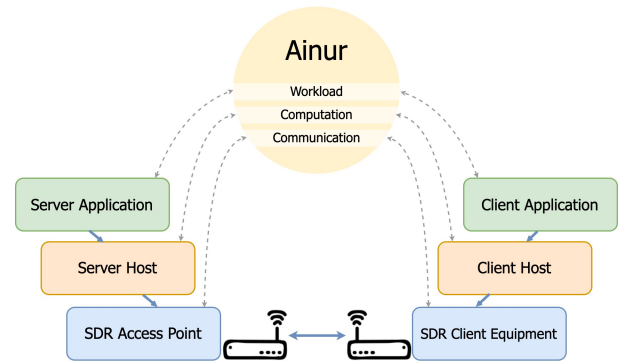 Ainur
Workload
Computation
Communication
Server Application
Client Application
Server Host
Client Host
SDR Access Point
SDR Client Equipment